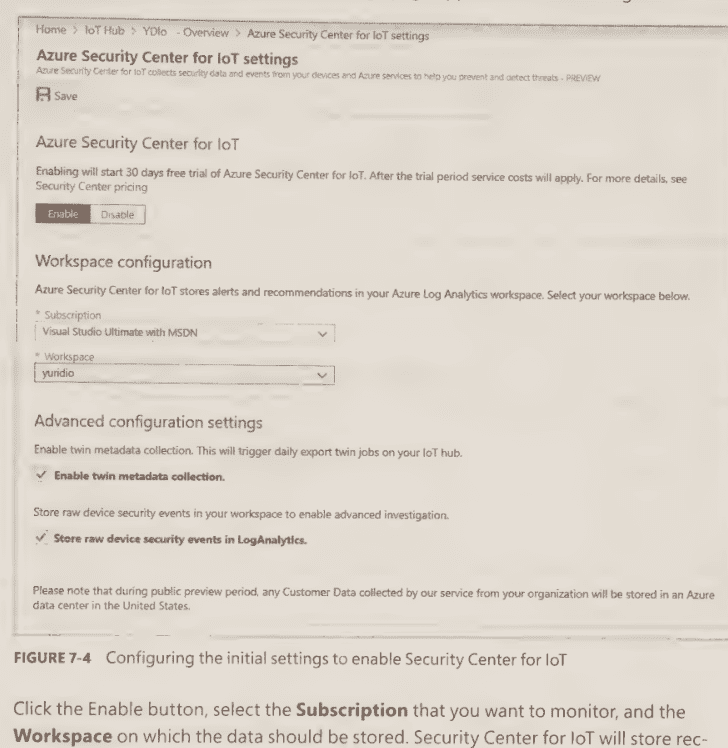 Home > IoT Hub > YDIo - Overview > Azure Security Center for IoT settings
Azure Security Center for IoT settings
Azure Security Center for IoT collects security data and events from your devices and Azure services to help you prevent and detect threats - PREVIEW
Save
Azure Security Center for IoT
Enabling will start 30 days free trial of Azure Security Center for IoT. After the trial period service costs will apply. For more details, see
Security Center pricing
Enable Disable
Workspace configuration
Azure Security Center for IoT stores alerts and recommendations in your Azure Log Analytics workspace. Select your workspace below.
* Subscription
Visual Studio Ultimate with MSDN
* Workspace
yuridio
Advanced configuration settings
Enable twin metadata collection. This will trigger daily export twin jobs on your IoT hub.
✓ Enable twin metadata collection.
Store raw device security events in your workspace to enable advanced investigation.
✓ Store raw device security events in LogAnalytics.
Please note that during public preview period, any Customer Data collected by our service from your organization will be stored in an Azure
data center in the United States.
FIGURE 7-4 Configuring the initial settings to enable Security Center for IoT
Click the Enable button, select the Subscription that you want to monitor, and the
Workspace on which the data should be stored. Security Center for IoT will store rec-